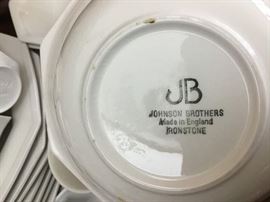 JB
JOHNSON BROTHERS
Made in England
IRONSTONE